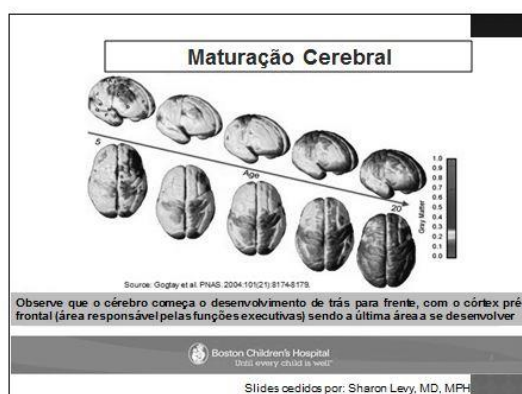 Maturação Cerebral
5
Age
20
1.0
0.9
0.8
0.7
0.6
0.5
0.4
0.3
0.2
0.1
0.0
Gray Matter
Source: Gogtay et al. PNAS. 2004:101(21):8174-8179.
Observe que o cérebro começa o desenvolvimento de trás para frente, com o córtex pré
frontal (área responsável pelas funções executivas) sendo a última área a se desenvolver
Boston Children's Hospital
Until every child is well™
Slides cedidos por: Sharon Levy, MD, MPH